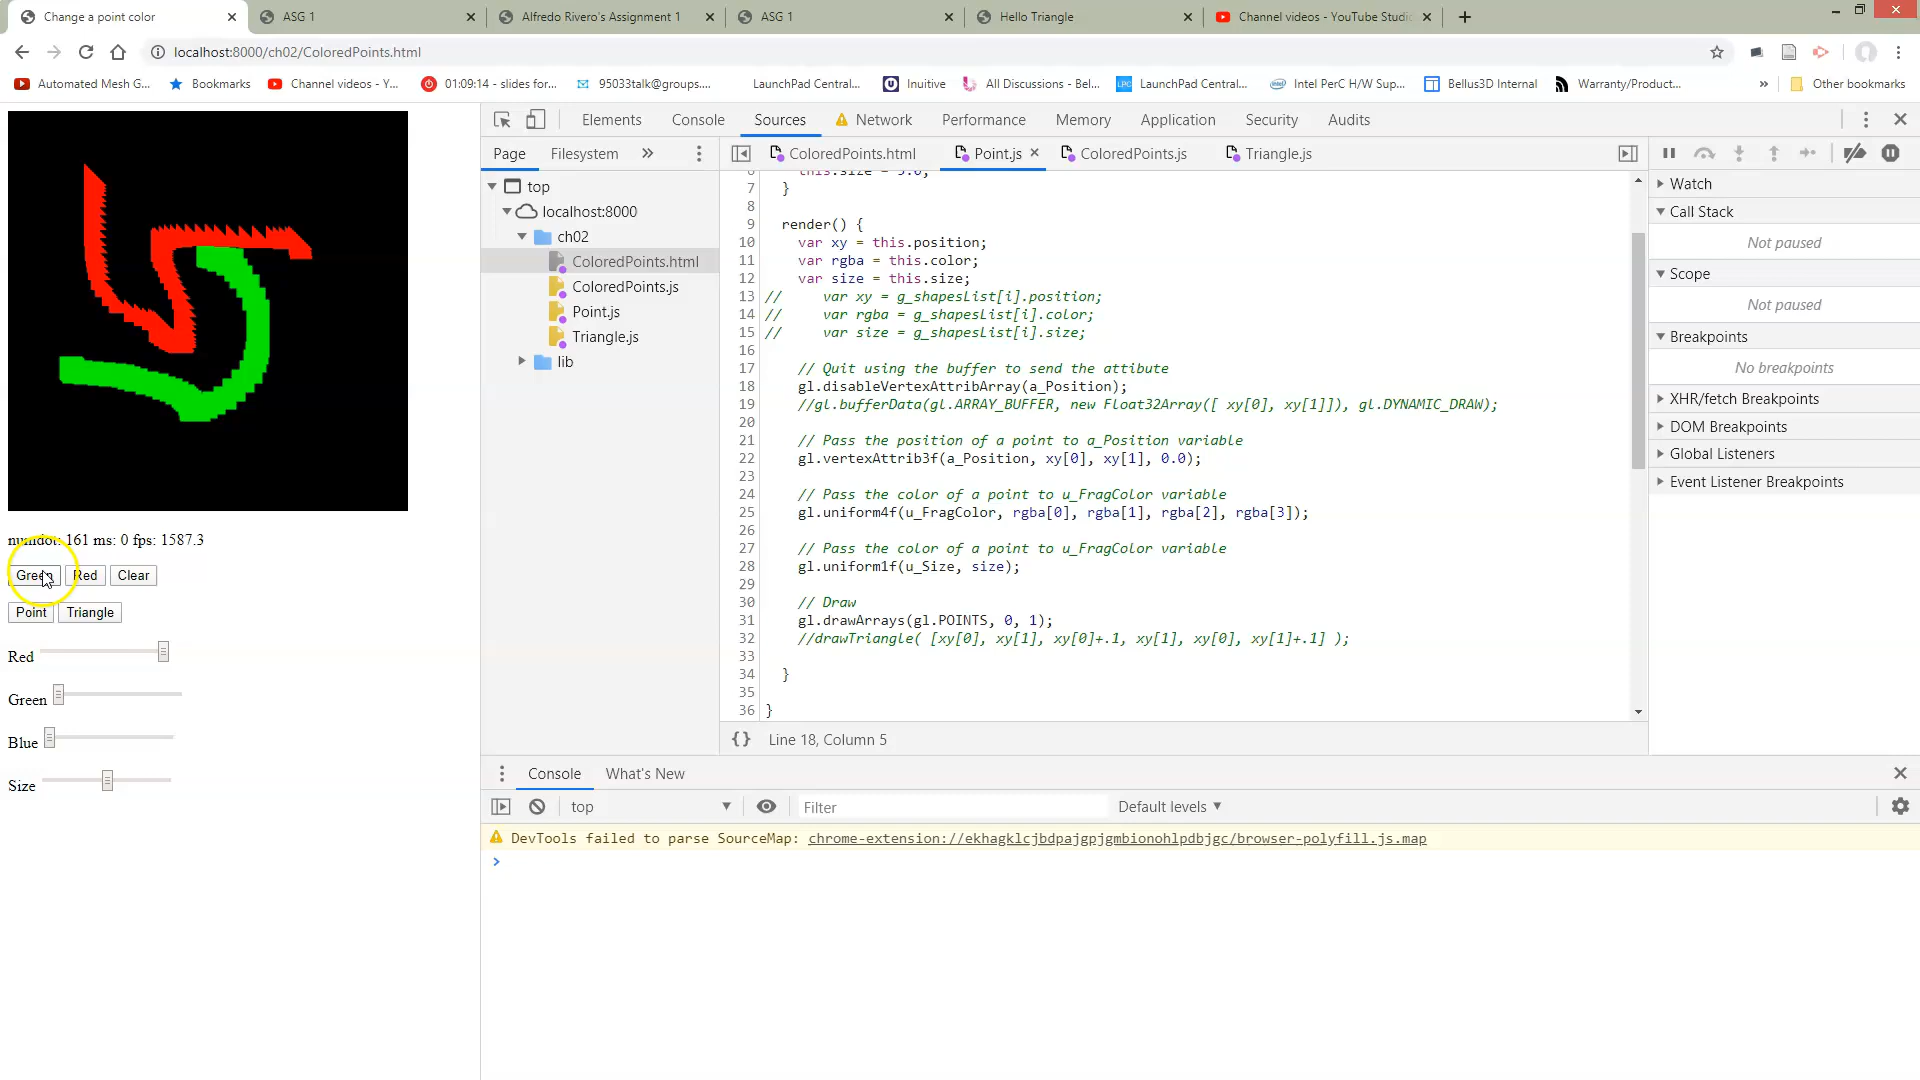 Change a point color
ASG 1
Alfredo Rivero's Assignment 1
ASG 1
Hello Triangle
Channel videos - YouTube Studio
localhost:8000/ch02/ColoredPoints.html
Automated Mesh G...
Bookmarks
Channel videos - Y...
01:09:14 - slides for...
95033talk@groups....
LaunchPad Central...
Inuitive
All Discussions - Bel...
LPC
LaunchPad Central...
Intel PerC H/W Sup...
Bellus3D Internal
Warranty/Product...
»
Other bookmarks
Elements
Console
Sources
Network
Performance
Memory
Application
Security
Audits
Page
Filesystem
»
ColoredPoints.html
Point.js
ColoredPoints.js
Triangle.js
top
localhost:8000
ch02
ColoredPoints.html
ColoredPoints.js
Point.js
Triangle.js
lib
7 }
8
9 render() {
10 var xy = this.position;
11 var rgba = this.color;
12 var size = this.size;
13 // var xy = g_shapesList[i].position;
14 // var rgba = g_shapesList[i].color;
15 // var size = g_shapesList[i].size;
16
17 // Quit using the buffer to send the attibute
18 gl.disableVertexAttribArray(a_Position);
19 //gl.bufferData(gl.ARRAY_BUFFER, new Float32Array([ xy[0], xy[1]]), gl.DYNAMIC_DRAW);
20
21 // Pass the position of a point to a_Position variable
22 gl.vertexAttrib3f(a_Position, xy[0], xy[1], 0.0);
23
24 // Pass the color of a point to u_FragColor variable
25 gl.uniform4f(u_FragColor, rgba[0], rgba[1], rgba[2], rgba[3]);
26
27 // Pass the color of a point to u_FragColor variable
28 gl.uniform1f(u_Size, size);
29
30 // Draw
31 gl.drawArrays(gl.POINTS, 0, 1);
32 //drawTriangle( [xy[0], xy[1], xy[0]+.1, xy[1], xy[0], xy[1]+.1] );
33
34 }
35
36 }
{} Line 18, Column 5
Watch
Call Stack
Not paused
Scope
Not paused
Breakpoints
No breakpoints
XHR/fetch Breakpoints
DOM Breakpoints
Global Listeners
Event Listener Breakpoints
numdot: 161 ms: 0 fps: 1587.3
Green Red Clear
Point Triangle
Red
Green
Blue
Size
Console
What's New
top
Filter
Default levels
DevTools failed to parse SourceMap: chrome-extension://ekhagklcjbdpajgpjgmbionohlpdbjgc/browser-polyfill.js.map
>